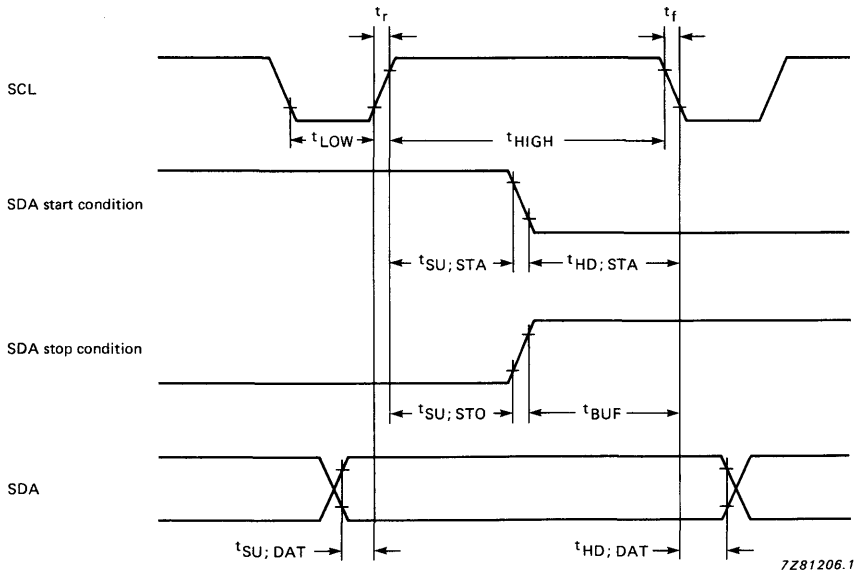 tr tf
SCL
tLOW tHIGH
SDA start condition
tSU; STA tHD; STA
SDA stop condition
tSU; STO tBUF
SDA
tSU; DAT tHD; DAT
7Z81206.1